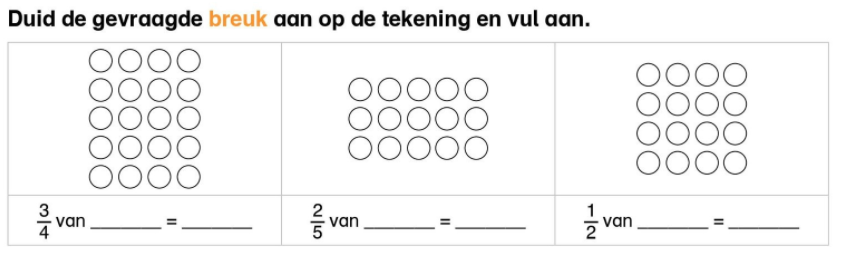 Duid de gevraagde breuk aan op de tekening en vul aan.
3/4 van _______ = _______
2/5 van _______ = _______
1/2 van _______ = _______